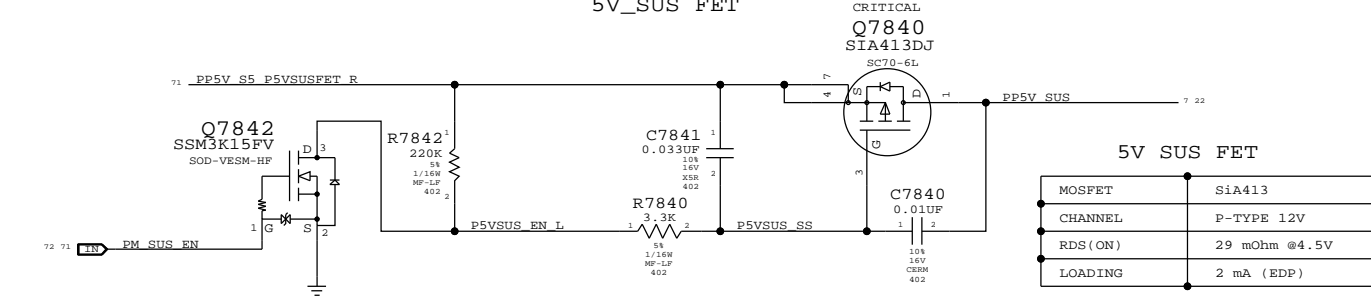 5V_SUS FET
CRITICAL
Q7840
SIA413DJ
SC70-6L
71 PP5V_S5_P5VSUSFET_R
7
4
S
D
1
PP5V_SUS
7 22
G
3
Q7842
SSM3K15FV
SOD-VESM-HF
D 3
1 G
S 2
R7842
220K
5%
1/16W
MF-LF
402
1
2
C7841
0.033UF
10%
16V
X5R
402
1
2
R7840
3.3K
1 2
5%
1/16W
MF-LF
402
P5VSUS_EN_L
P5VSUS_SS
C7840
0.01UF
1 2
10%
16V
CERM
402
72 71 IN PM_SUS_EN
5V SUS FET
MOSFET SiA413
CHANNEL P-TYPE 12V
RDS(ON) 29 mOhm @4.5V
LOADING 2 mA (EDP)